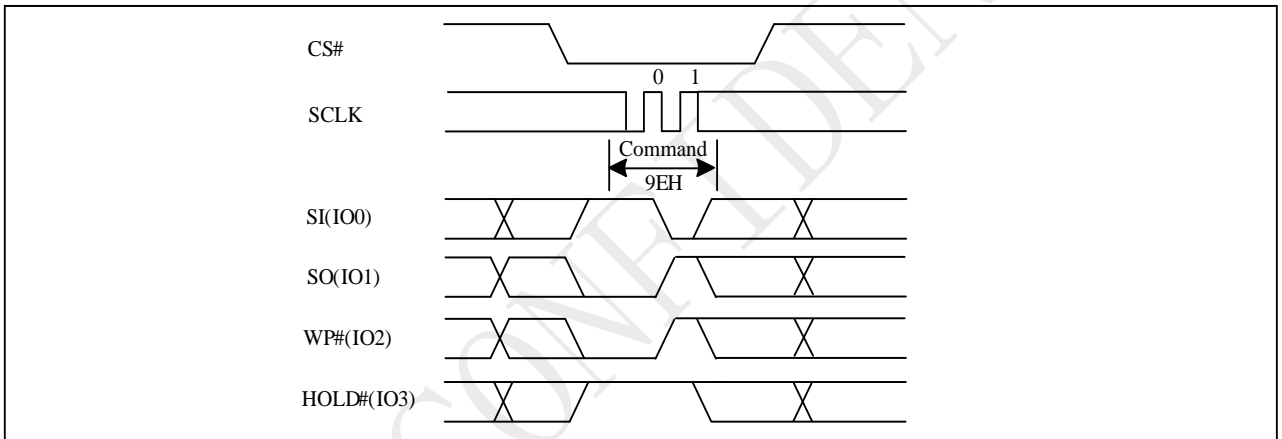 CS#
0 1
SCLK
Command
9EH
SI(IO0)
SO(IO1)
WP#(IO2)
HOLD#(IO3)